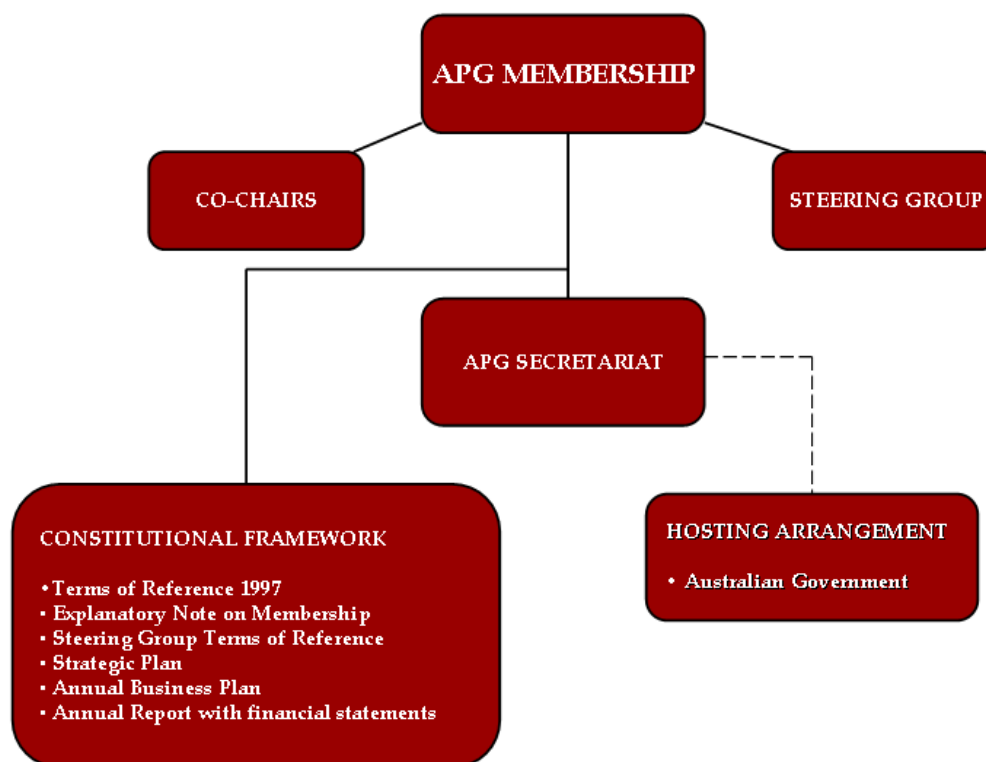 APG MEMBERSHIP
CO-CHAIRS
STEERING GROUP
APG SECRETARIAT
CONSTITUTIONAL FRAMEWORK
•Terms of Reference 1997
▪ Explanatory Note on Membership
▪ Steering Group Terms of Reference
▪ Strategic Plan
▪ Annual Business Plan
▪ Annual Report with financial statements
HOSTING ARRANGEMENT
• Australian Government